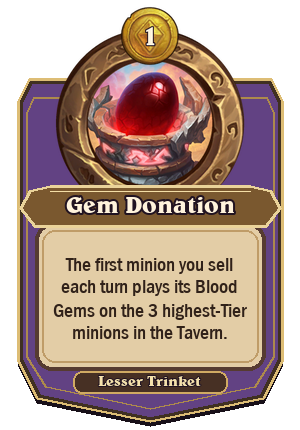 1
Gem Donation
The first minion you sell
each turn plays its Blood
Gems on the 3 highest-Tier
minions in the Tavern.
Lesser Trinket